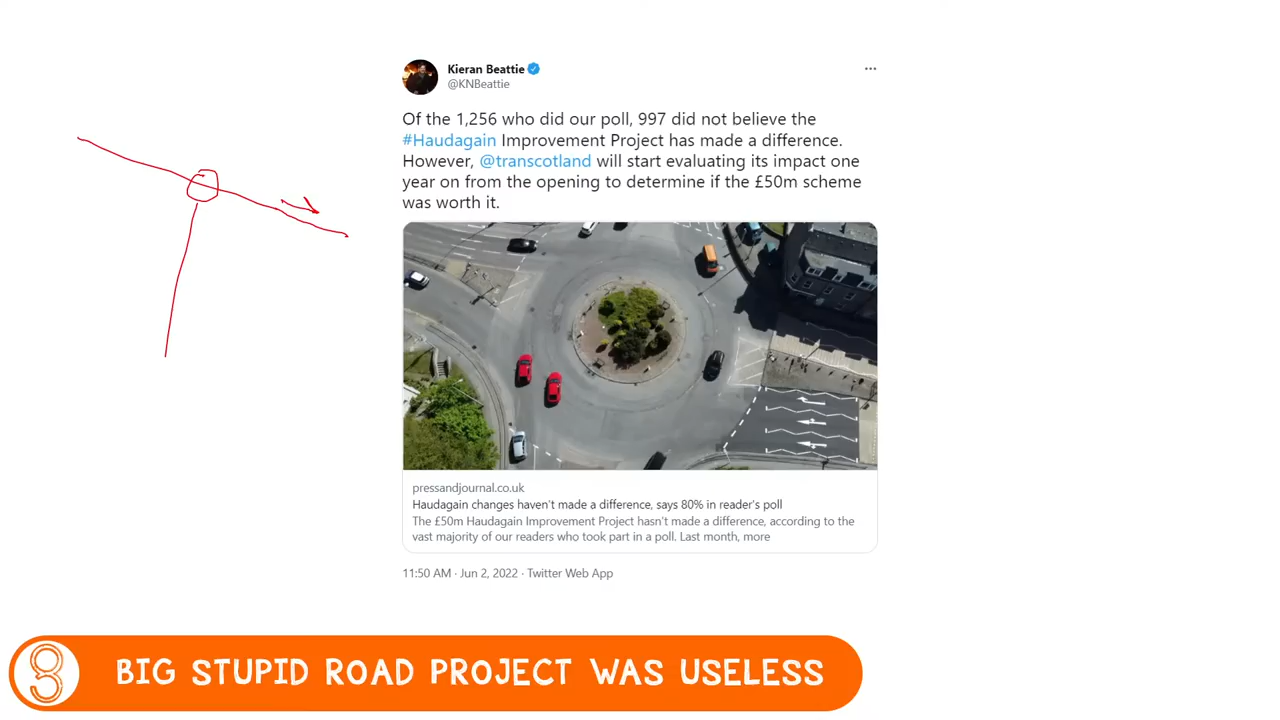 Kieran Beattie
@KNBeattie
Of the 1,256 who did our poll, 997 did not believe the
#Haudagain Improvement Project has made a difference.
However, @transcotland will start evaluating its impact one
year on from the opening to determine if the £50m scheme
was worth it.
pressandjournal.co.uk
Haudagain changes haven't made a difference, says 80% in reader's poll
The £50m Haudagain Improvement Project hasn't made a difference, according to the
vast majority of our readers who took part in a poll. Last month, more
11:50 AM · Jun 2, 2022 · Twitter Web App
BIG STUPID ROAD PROJECT WAS USELESS